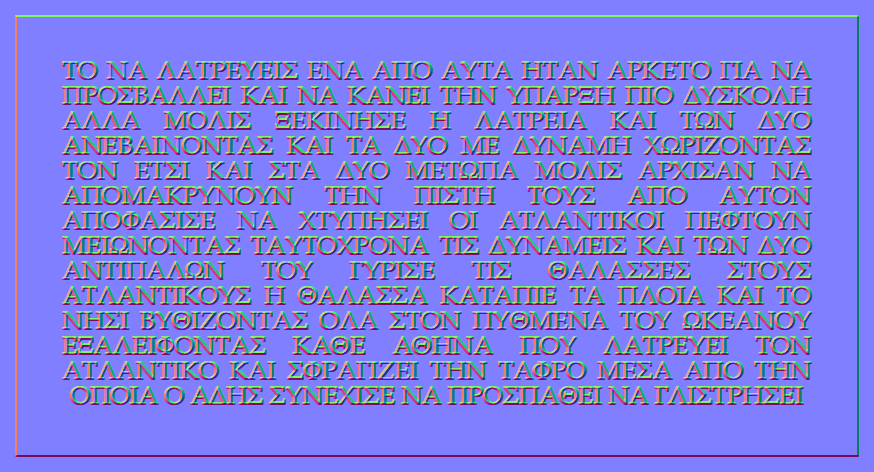 ΤΟ ΝΑ ΛΑΤΡΕΥΕΙΣ ΕΝΑ ΑΠΟ ΑΥΤΑ ΗΤΑΝ ΑΡΚΕΤΟ ΓΙΑ ΝΑ
ΠΡΟΣΒΑΛΛΕΙ ΚΑΙ ΝΑ ΚΑΝΕΙ ΤΗΝ ΥΠΑΡΞΗ ΠΙΟ ΔΥΣΚΟΛΗ
ΑΛΛΑ ΜΟΛΙΣ ΞΕΚΙΝΗΣΕ Η ΛΑΤΡΕΙΑ ΚΑΙ ΤΩΝ ΔΥΟ
ΑΝΕΒΑΙΝΟΝΤΑΣ ΚΑΙ ΤΑ ΔΥΟ ΜΕ ΔΥΝΑΜΗ ΧΩΡΙΖΟΝΤΑΣ
ΤΟΝ ΕΤΣΙ ΚΑΙ ΣΤΑ ΔΥΟ ΜΕΤΩΠΑ ΜΟΛΙΣ ΑΡΧΙΣΑΝ ΝΑ
ΑΠΟΜΑΚΡΥΝΟΥΝ ΤΗΝ ΠΙΣΤΗ ΤΟΥΣ ΑΠΟ ΑΥΤΟΝ
ΑΠΟΦΑΣΙΣΕ ΝΑ ΧΤΥΠΗΣΕΙ ΟΙ ΑΤΛΑΝΤΙΚΟΙ ΠΕΦΤΟΥΝ
ΜΕΙΩΝΟΝΤΑΣ ΤΑΥΤΟΧΡΟΝΑ ΤΙΣ ΔΥΝΑΜΕΙΣ ΚΑΙ ΤΩΝ ΔΥΟ
ΑΝΤΙΠΑΛΩΝ ΤΟΥ ΓΥΡΙΣΕ ΤΙΣ ΘΑΛΑΣΣΕΣ ΣΤΟΥΣ
ΑΤΛΑΝΤΙΚΟΥΣ Η ΘΑΛΑΣΣΑ ΚΑΤΑΠΙΕ ΤΑ ΠΛΟΙΑ ΚΑΙ ΤΟ
ΝΗΣΙ ΒΥΘΙΖΟΝΤΑΣ ΟΛΑ ΣΤΟΝ ΠΥΘΜΕΝΑ ΤΟΥ ΩΚΕΑΝΟΥ
ΕΞΑΛΕΙΦΟΝΤΑΣ ΚΑΘΕ ΑΘΗΝΑ ΠΟΥ ΛΑΤΡΕΥΕΙ ΤΟΝ
ΑΤΛΑΝΤΙΚΟ ΚΑΙ ΣΦΡΑΓΙΖΕΙ ΤΗΝ ΤΑΦΡΟ ΜΕΣΑ ΑΠΟ ΤΗΝ
ΟΠΟΙΑ Ο ΑΔΗΣ ΣΥΝΕΧΙΣΕ ΝΑ ΠΡΟΣΠΑΘΕΙ ΝΑ ΓΛΙΣΤΡΗΣΕΙ